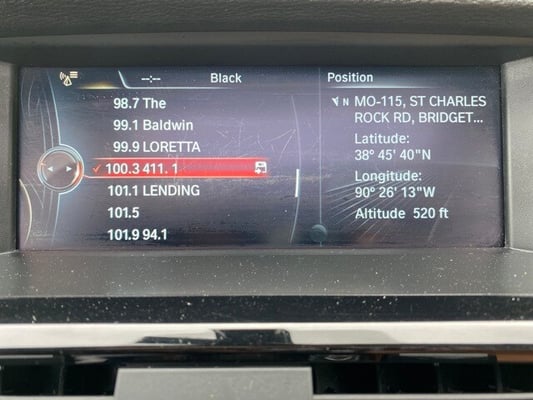 --:-- Black
98.7 The
99.1 Baldwin
99.9 LORETTA
100.3 411. 1
101.1 LENDING
101.5
101.9 94.1
Position
N MO-115, ST CHARLES
ROCK RD, BRIDGET...
Latitude:
38° 45' 40"N
Longitude:
90° 26' 13"W
Altitude 520 ft